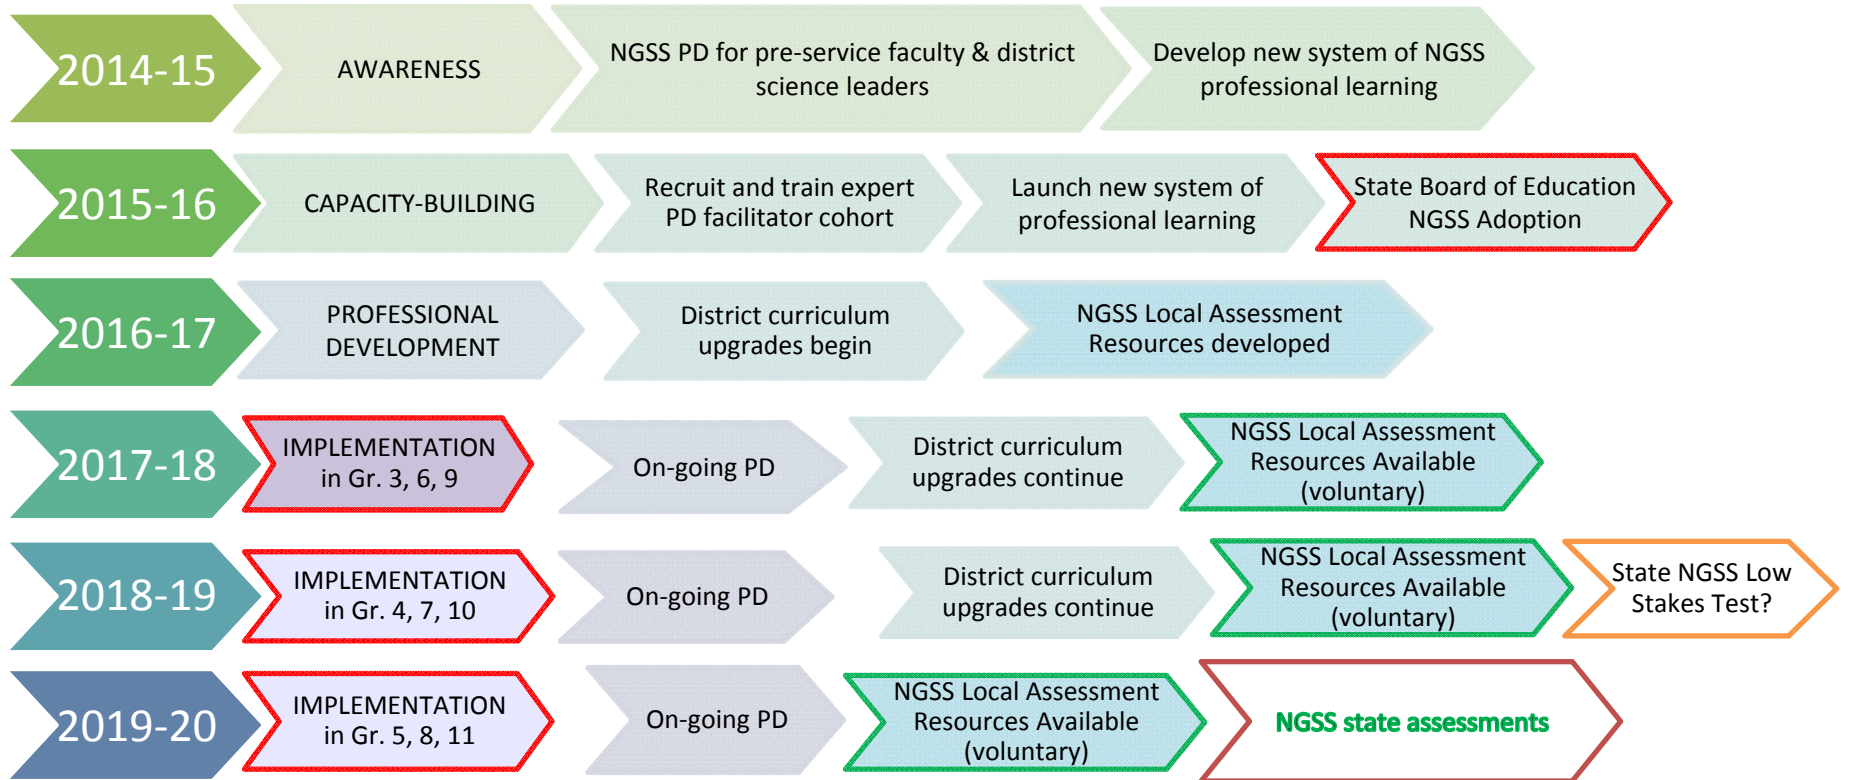 2014-15
AWARENESS
NGSS PD for pre-service faculty & district
science leaders
Develop new system of NGSS
professional learning
2015-16
CAPACITY-BUILDING
Recruit and train expert
PD facilitator cohort
Launch new system of
professional learning
State Board of Education
NGSS Adoption
2016-17
PROFESSIONAL
DEVELOPMENT
District curriculum
upgrades begin
NGSS Local Assessment
Resources developed
2017-18
IMPLEMENTATION
in Gr. 3, 6, 9
On-going PD
District curriculum
upgrades continue
NGSS Local Assessment
Resources Available
(voluntary)
2018-19
IMPLEMENTATION
in Gr. 4, 7, 10
On-going PD
District curriculum
upgrades continue
NGSS Local Assessment
Resources Available
(voluntary)
State NGSS Low
Stakes Test?
2019-20
IMPLEMENTATION
in Gr. 5, 8, 11
On-going PD
NGSS Local Assessment
Resources Available
(voluntary)
NGSS state assessments